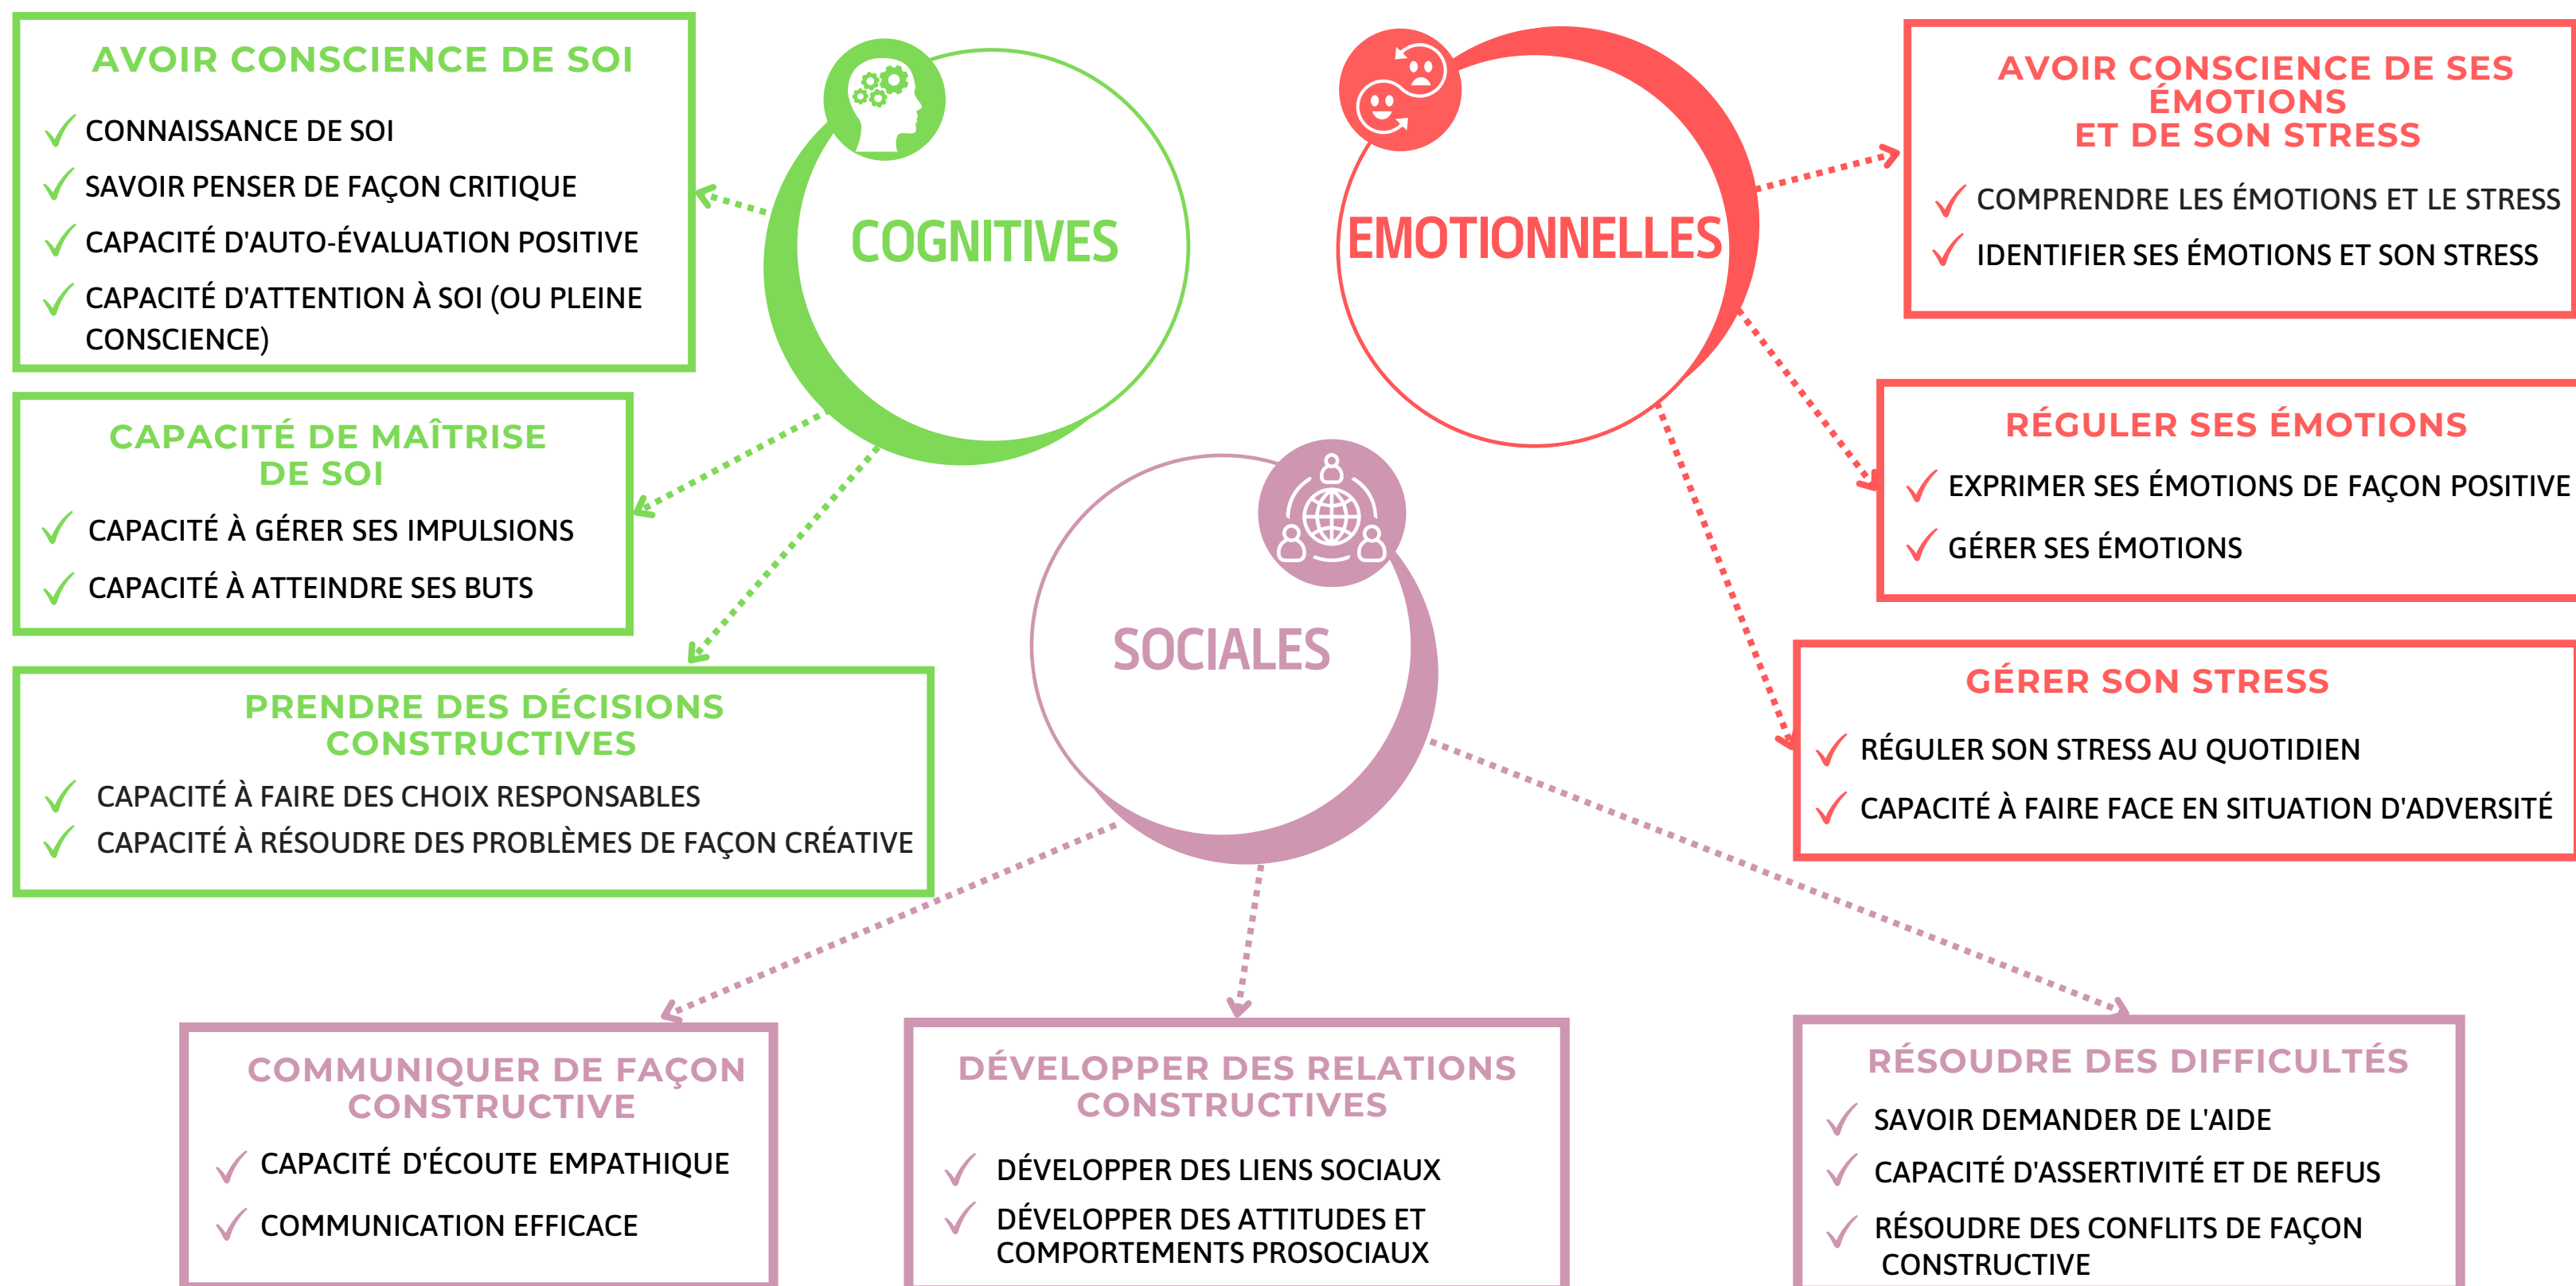 AVOIR CONSCIENCE DE SOI
CONNAISSANCE DE SOI
SAVOIR PENSER DE FAÇON CRITIQUE
CAPACITÉ D'AUTO-ÉVALUATION POSITIVE
CAPACITÉ D'ATTENTION À SOI (OU PLEINE
CONSCIENCE)
CAPACITÉ DE MAÎTRISE
DE SOI
CAPACITÉ À GÉRER SES IMPULSIONS
CAPACITÉ À ATTEINDRE SES BUTS
PRENDRE DES DÉCISIONS
CONSTRUCTIVES
CAPACITÉ À FAIRE DES CHOIX RESPONSABLES
CAPACITÉ À RÉSOUDRE DES PROBLÈMES DE FAÇON CRÉATIVE
COGNITIVES
EMOTIONNELLES
AVOIR CONSCIENCE DE SES
ÉMOTIONS
ET DE SON STRESS
COMPRENDRE LES ÉMOTIONS ET LE STRESS
IDENTIFIER SES ÉMOTIONS ET SON STRESS
RÉGULER SES ÉMOTIONS
EXPRIMER SES ÉMOTIONS DE FAÇON POSITIVE
GÉRER SES ÉMOTIONS
GÉRER SON STRESS
RÉGULER SON STRESS AU QUOTIDIEN
CAPACITÉ À FAIRE FACE EN SITUATION D'ADVERSITÉ
SOCIALES
COMMUNIQUER DE FAÇON
CONSTRUCTIVE
CAPACITÉ D'ÉCOUTE EMPATHIQUE
COMMUNICATION EFFICACE
DÉVELOPPER DES RELATIONS
CONSTRUCTIVES
DÉVELOPPER DES LIENS SOCIAUX
DÉVELOPPER DES ATTITUDES ET
COMPORTEMENTS PROSOCIAUX
RÉSOUDRE DES DIFFICULTÉS
SAVOIR DEMANDER DE L'AIDE
CAPACITÉ D'ASSERTIVITÉ ET DE REFUS
RÉSOUDRE DES CONFLITS DE FAÇON
CONSTRUCTIVE